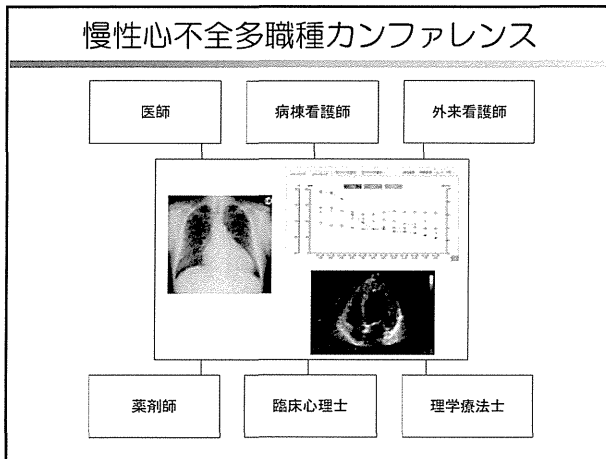 慢性心不全多職種カンファレンス
医師
病棟看護師
外来看護師
薬剤師
臨床心理士
理学療法士